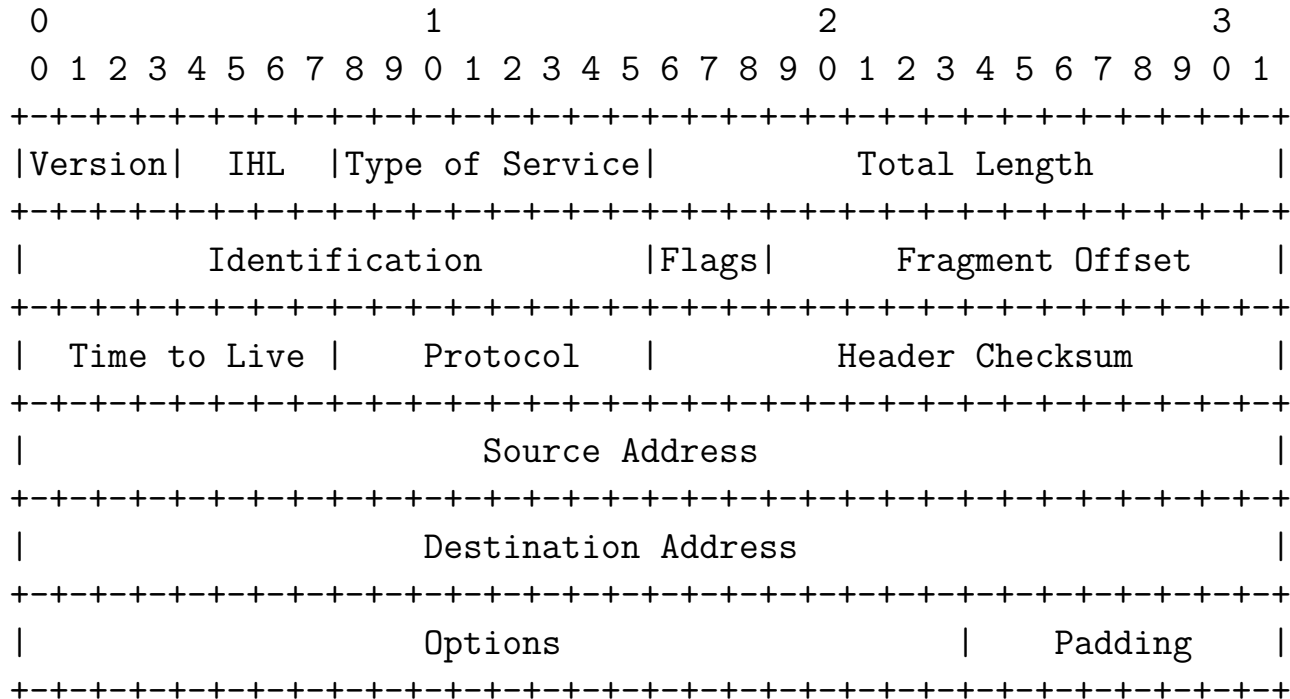 0                   1                   2                   3
 0 1 2 3 4 5 6 7 8 9 0 1 2 3 4 5 6 7 8 9 0 1 2 3 4 5 6 7 8 9 0 1
+-+-+-+-+-+-+-+-+-+-+-+-+-+-+-+-+-+-+-+-+-+-+-+-+-+-+-+-+-+-+-+-+
|Version|  IHL  |Type of Service|          Total Length         |
+-+-+-+-+-+-+-+-+-+-+-+-+-+-+-+-+-+-+-+-+-+-+-+-+-+-+-+-+-+-+-+-+
|         Identification        |Flags|      Fragment Offset    |
+-+-+-+-+-+-+-+-+-+-+-+-+-+-+-+-+-+-+-+-+-+-+-+-+-+-+-+-+-+-+-+-+
|  Time to Live |    Protocol   |         Header Checksum       |
+-+-+-+-+-+-+-+-+-+-+-+-+-+-+-+-+-+-+-+-+-+-+-+-+-+-+-+-+-+-+-+-+
|                       Source Address                          |
+-+-+-+-+-+-+-+-+-+-+-+-+-+-+-+-+-+-+-+-+-+-+-+-+-+-+-+-+-+-+-+-+
|                    Destination Address                        |
+-+-+-+-+-+-+-+-+-+-+-+-+-+-+-+-+-+-+-+-+-+-+-+-+-+-+-+-+-+-+-+-+
|                    Options                    |    Padding    |
+-+-+-+-+-+-+-+-+-+-+-+-+-+-+-+-+-+-+-+-+-+-+-+-+-+-+-+-+-+-+-+-+